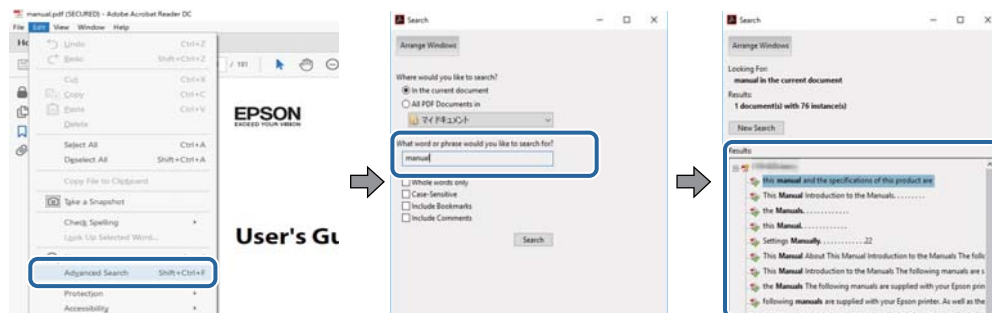 manual.pdf (SECURED) - Adobe Acrobat Reader DC
File Edit View Window Help
Undo Ctrl+Z
Redo Shift+Ctrl+Z
Cut Ctrl+X
Copy Ctrl+C
Paste Ctrl+V
Delete
Select All Ctrl+A
Deselect All Shift+Ctrl+A
Copy File to Clipboard
Take a Snapshot
Check Spelling
Look Up Selected Word...
Advanced Search Shift+Ctrl+F
Protection
Accessibility
/ 191
EPSON
EXCEED YOUR VISION
User's Gu
Search
Arrange Windows
Where would you like to search?
In the current document
All PDF Documents in
マイ ドキュメント
What word or phrase would you like to search for?
manual
Whole words only
Case-Sensitive
Include Bookmarks
Include Comments
Search
Search
Arrange Windows
Looking For:
manual in the current document
Results:
1 document(s) with 76 instance(s)
New Search
Results:
this manual and the specifications of this product are
This Manual Introduction to the Manuals.........
the Manuals.............
this Manual.............
Settings Manually.............22
This Manual About This Manual Introduction to the Manuals The follo
This Manual Introduction to the Manuals The following manuals are s
the Manuals The following manuals are supplied with your Epson prin
following manuals are supplied with your Epson printer. As well as the